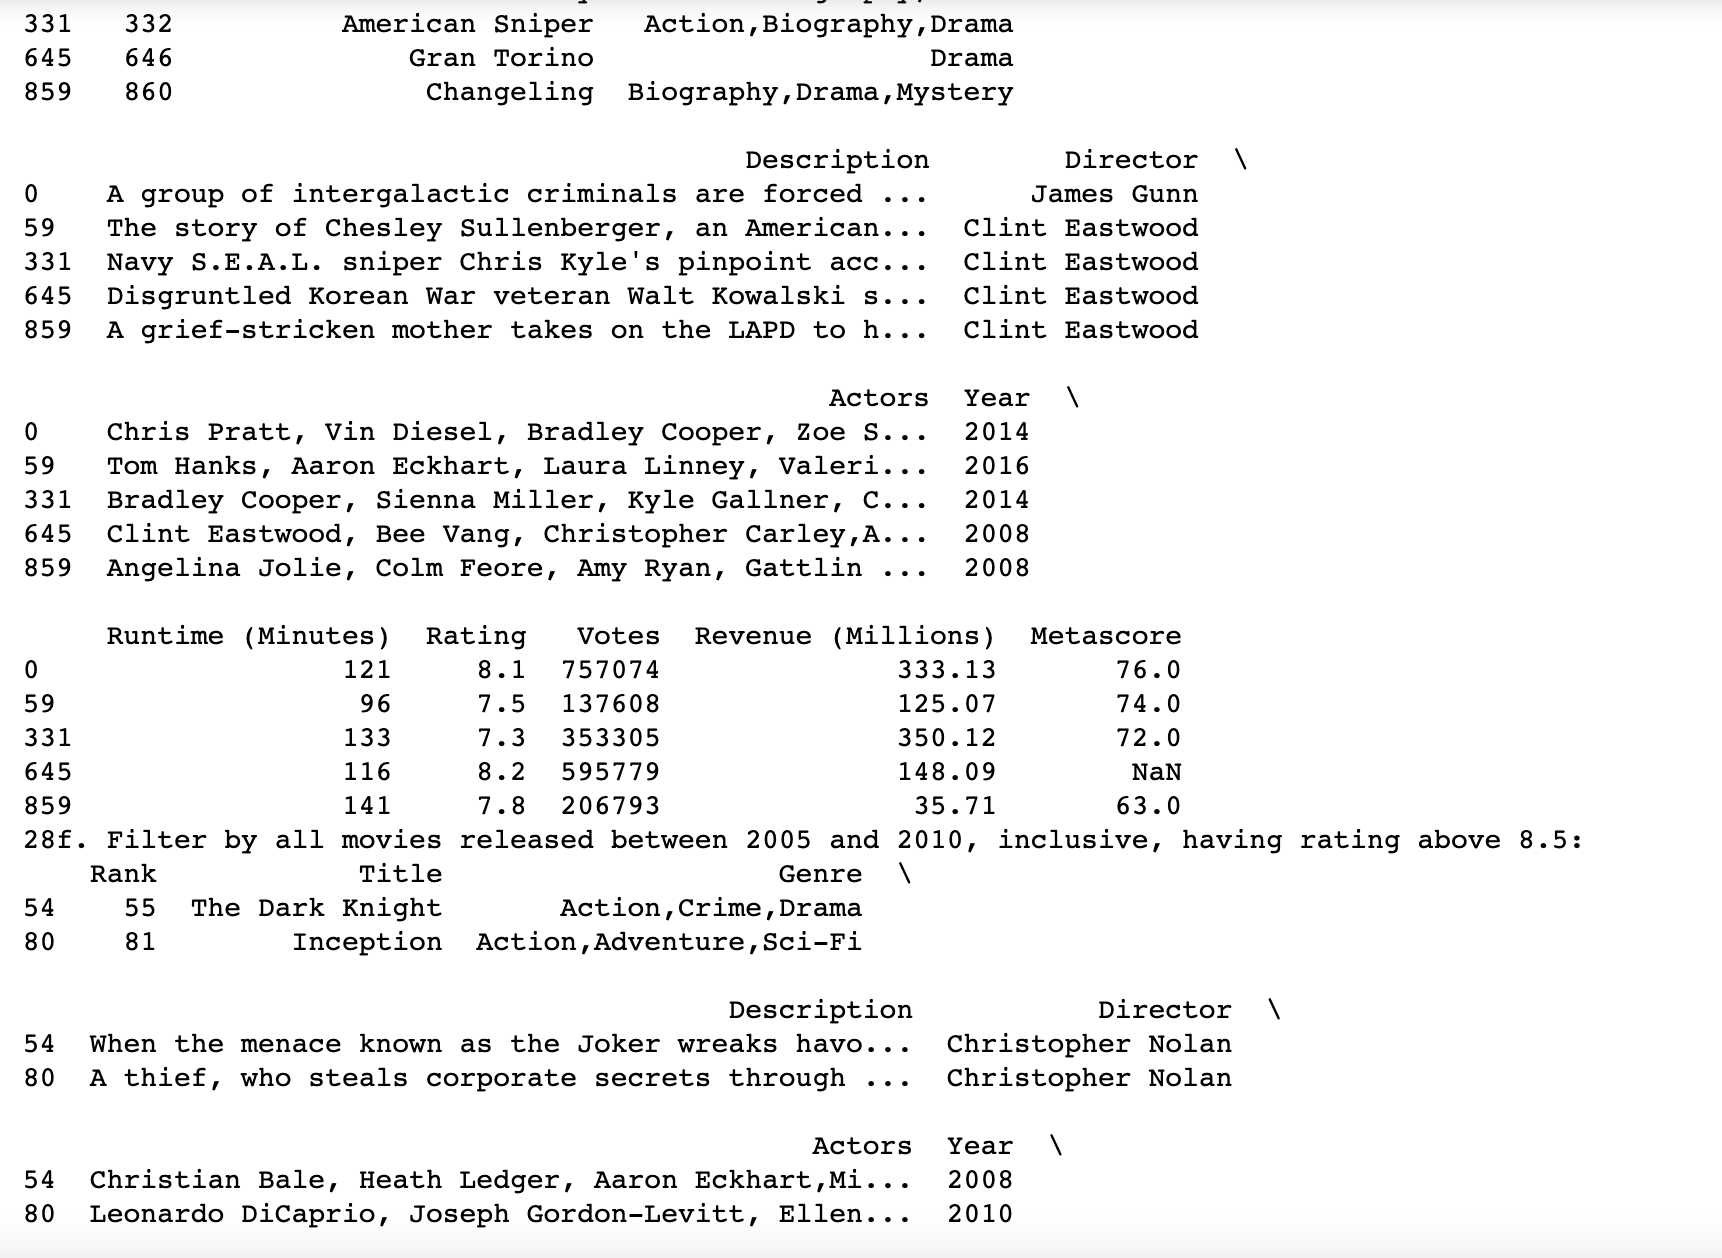 331   332          American Sniper   Action,Biography,Drama
645   646              Gran Torino                    Drama
859   860               Changeling  Biography,Drama,Mystery
Description        Director  \
0    A group of intergalactic criminals are forced ...      James Gunn
59   The story of Chesley Sullenberger, an American...  Clint Eastwood
331  Navy S.E.A.L. sniper Chris Kyle's pinpoint acc...  Clint Eastwood
645  Disgruntled Korean War veteran Walt Kowalski s...  Clint Eastwood
859  A grief-stricken mother takes on the LAPD to h...  Clint Eastwood
Actors  Year  \
0    Chris Pratt, Vin Diesel, Bradley Cooper, Zoe S...  2014
59   Tom Hanks, Aaron Eckhart, Laura Linney, Valeri...  2016
331  Bradley Cooper, Sienna Miller, Kyle Gallner, C...  2014
645  Clint Eastwood, Bee Vang, Christopher Carley,A...  2008
859  Angelina Jolie, Colm Feore, Amy Ryan, Gattlin ...  2008
Runtime (Minutes)  Rating   Votes  Revenue (Millions)  Metascore
0                  121     8.1  757074              333.13       76.0
59                  96     7.5  137608              125.07       74.0
331                133     7.3  353305              350.12       72.0
645                116     8.2  595779              148.09        NaN
859                141     7.8  206793               35.71       63.0
28f. Filter by all movies released between 2005 and 2010, inclusive, having rating above 8.5:
Rank            Title                    Genre  \
54    55  The Dark Knight       Action,Crime,Drama
80    81        Inception  Action,Adventure,Sci-Fi
Description           Director  \
54  When the menace known as the Joker wreaks havo...  Christopher Nolan
80  A thief, who steals corporate secrets through ...  Christopher Nolan
Actors  Year  \
54  Christian Bale, Heath Ledger, Aaron Eckhart,Mi...  2008
80  Leonardo DiCaprio, Joseph Gordon-Levitt, Ellen...  2010